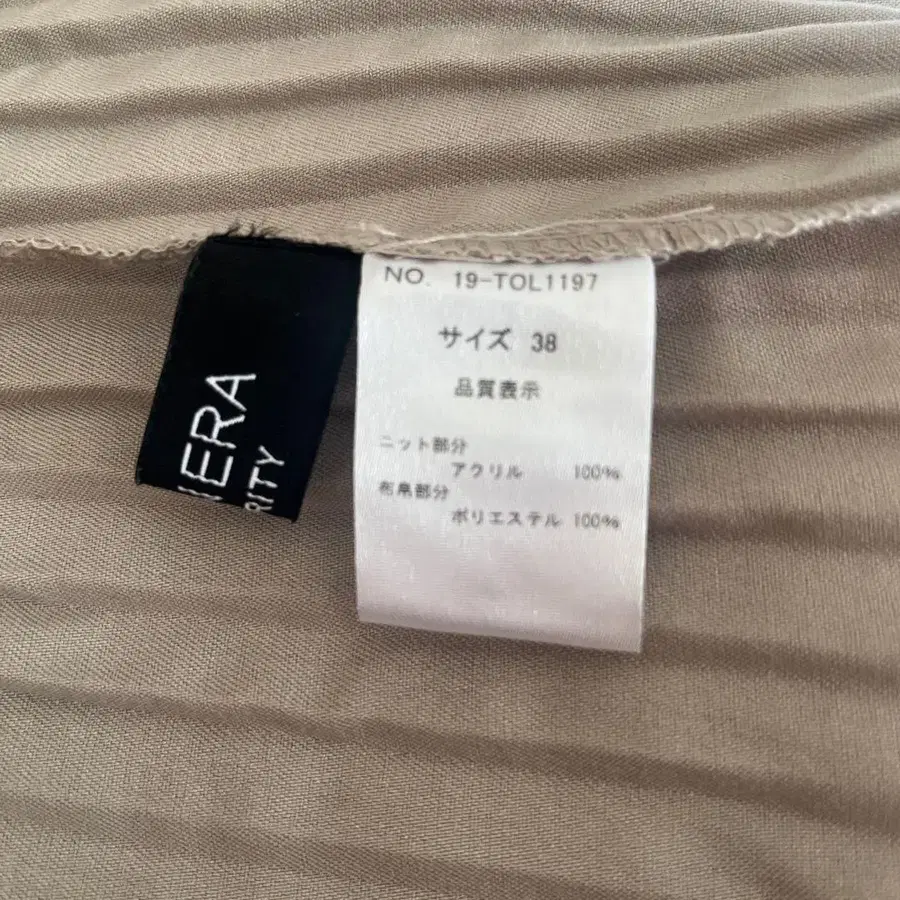 IERA
RITY
NO. 19-TOL1197
サイズ 38
品質表示
ニット部分
アクリル 100%
布帛部分
ポリエステル 100%